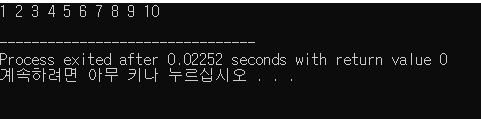 1 2 3 4 5 6 7 8 9 10
--------------------------------
Process exited after 0.02252 seconds with return value 0
계속하려면 아무 키나 누르십시오 . . .